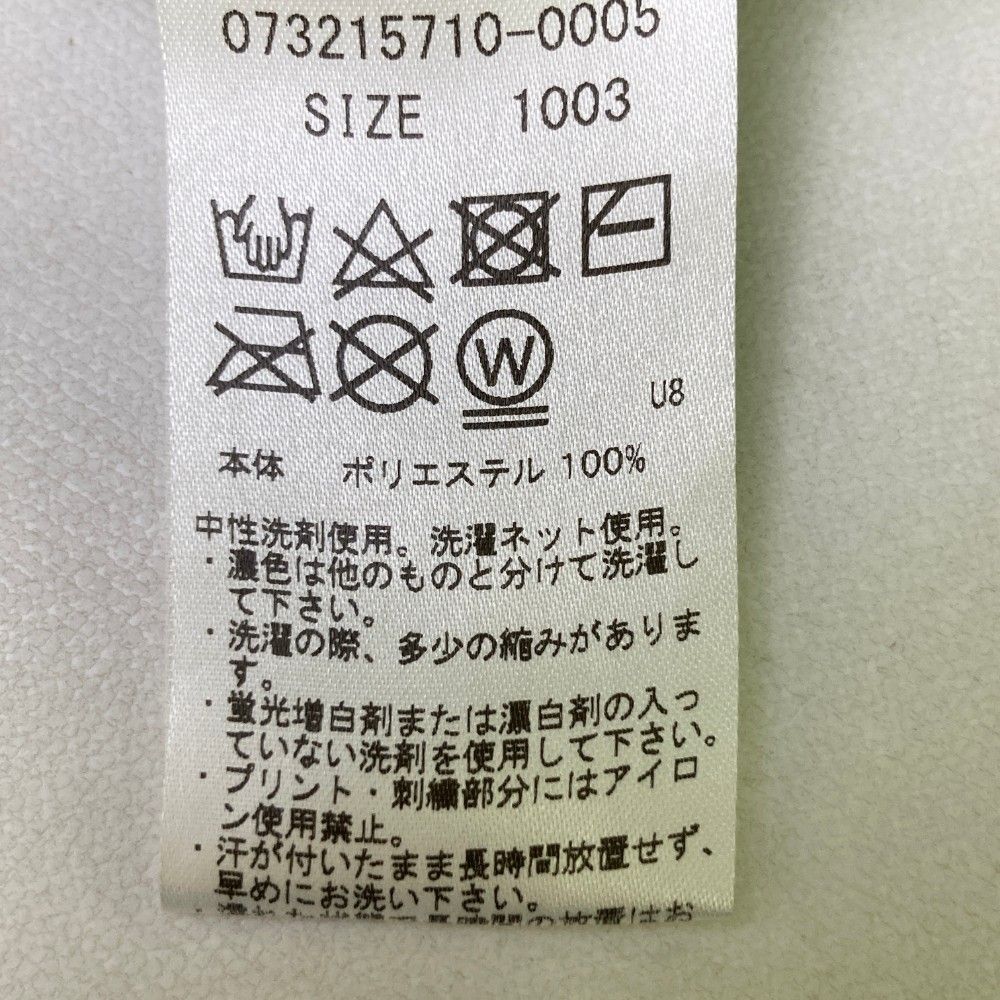 073215710-0005
SIZE 1003
W
U8
本体 ポリエステル 100%
中性洗剤使用。洗濯ネット使用。
・濃色は他のものと分けて洗濯し
て下さい。
・洗濯の際、多少の縮みがありま
す。
・蛍光増白剤または漂白剤の入っ
ていない洗剤を使用して下さい。
・プリント・刺繍部分にはアイロ
ン使用禁止。
・汗が付いたまま長時間放置せず、
早めにお洗い下さい。